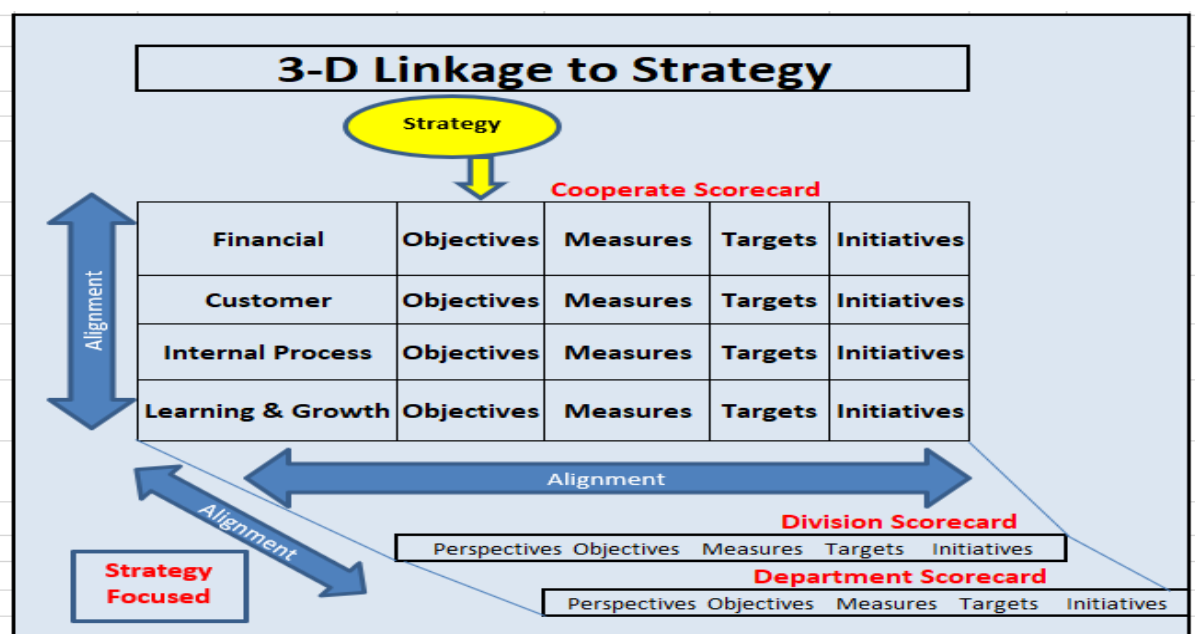 3-D Linkage to Strategy
Strategy
Cooperate Scorecard
Financial Objectives Measures Targets Initiatives
Customer Objectives Measures Targets Initiatives
Internal Process Objectives Measures Targets Initiatives
Learning & Growth Objectives Measures Targets Initiatives
Alignment
Alignment
Alignment
Division Scorecard
Perspectives Objectives Measures Targets Initiatives
Department Scorecard
Perspectives Objectives Measures Targets Initiatives
Strategy
Focused